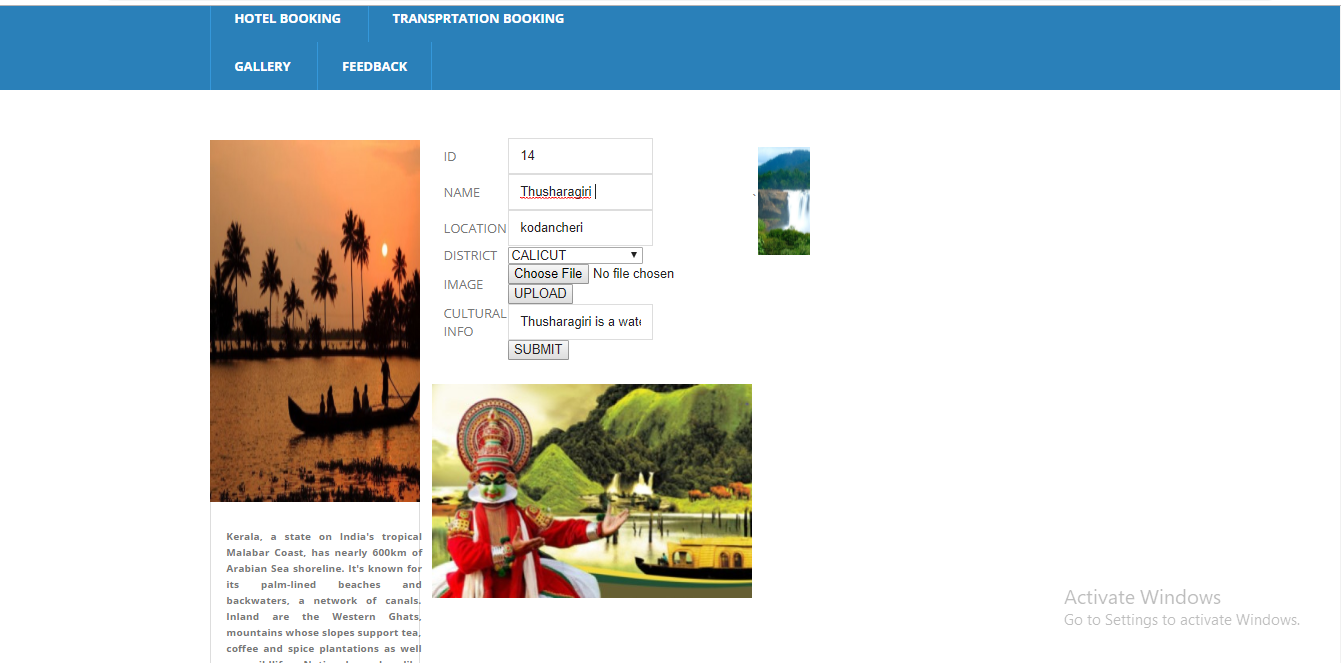 HOTEL BOOKING
TRANSPRTATION BOOKING
GALLERY
FEEDBACK
ID
14
NAME
Thusharagiri
LOCATION
kodancheri
DISTRICT
CALICUT
IMAGE
Choose File No file chosen
UPLOAD
CULTURAL
INFO
Thusharagiri is a wate
SUBMIT
Kerala, a state on India's tropical
Malabar Coast, has nearly 600km of
Arabian Sea shoreline. It's known for
its palm-lined beaches and
backwaters, a network of canals.
Inland are the Western Ghats,
mountains whose slopes support tea,
coffee and spice plantations as well
Activate Windows
Go to Settings to activate Windows.